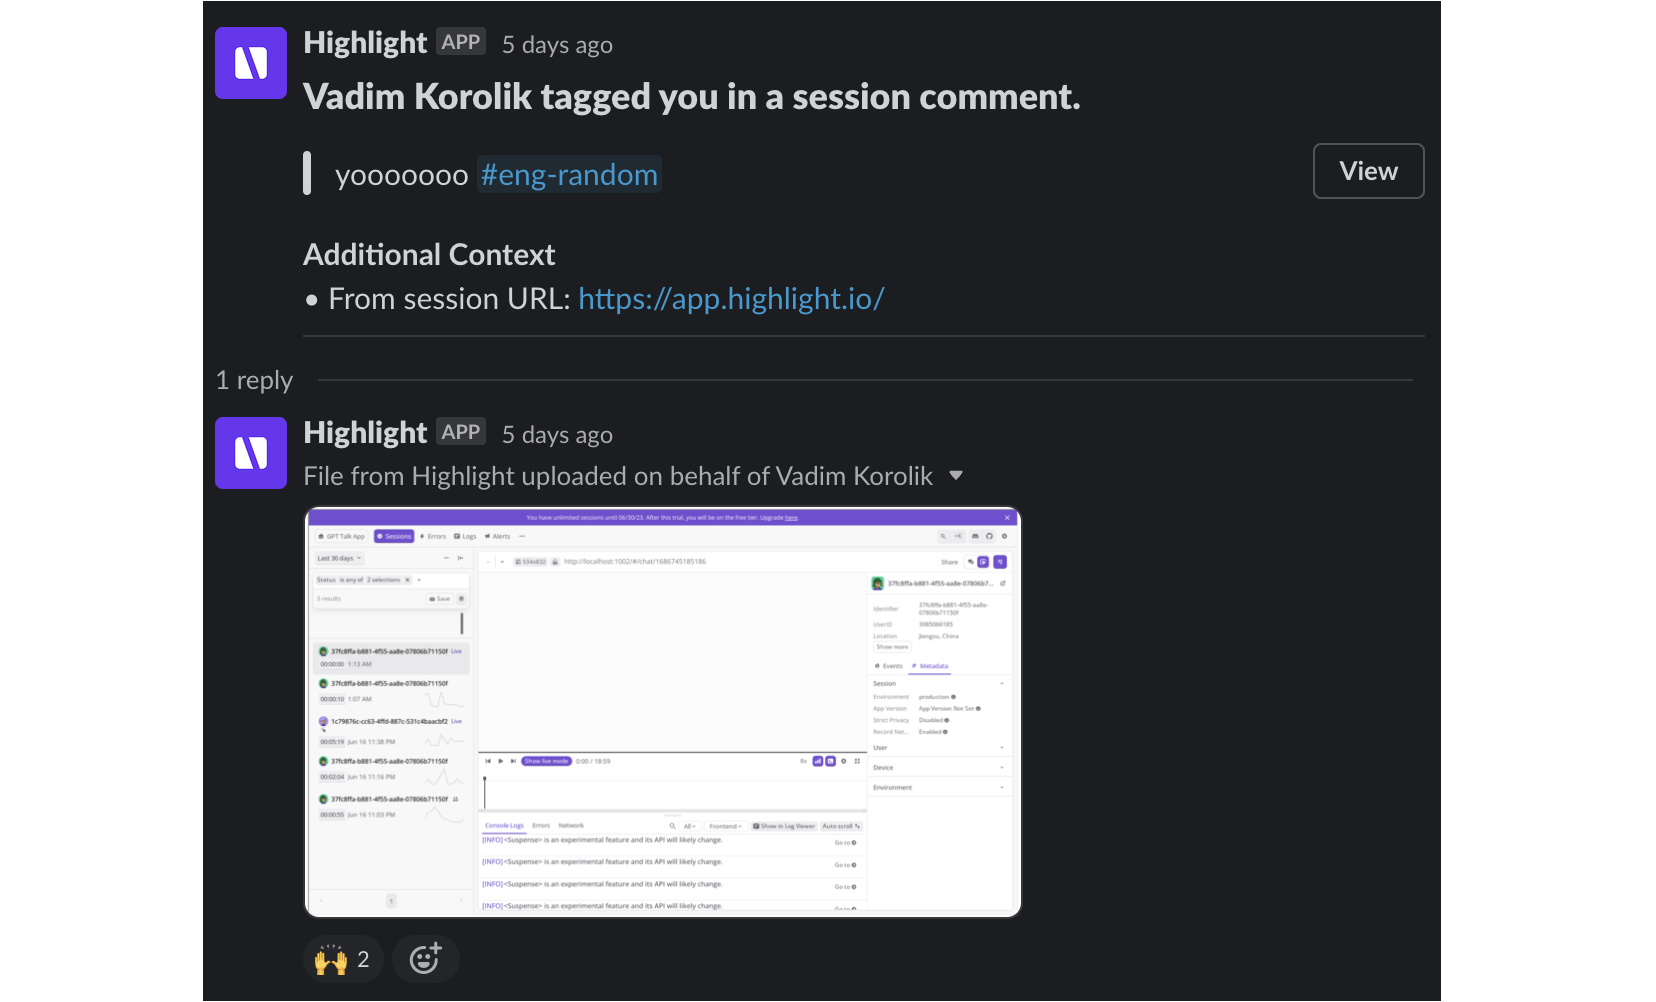 Highlight APP 5 days ago
Vadim Korolik tagged you in a session comment.
yooooooo #eng-random
View
Additional Context
• From session URL: https://app.highlight.io/
1 reply
Highlight APP 5 days ago
File from Highlight uploaded on behalf of Vadim Korolik
You have unlimited sessions until 06/30/23. After this trial, you will be on the free tier. Upgrade here.
GPT Talk App Sessions Errors Logs Alerts
Last 30 days
534x832 http://localhost:1002/#/chat/1686745185186 Share
Status is any of 2 selections
5 results Save
37fc8ffa-b881-4f55-aa8e-07806b71150f Live
00:00:00 1:13 AM
37fc8ffa-b881-4f55-aa8e-07806b71150f
00:00:10 1:07 AM
1c79876c-cc63-4ffd-887c-531c4baacbf2 Live
00:05:19 Jun 16 11:38 PM
37fc8ffa-b881-4f55-aa8e-07806b71150f
00:02:04 Jun 16 11:16 PM
37fc8ffa-b881-4f55-aa8e-07806b71150f
00:00:55 Jun 16 11:03 PM
1
Show live mode 0:00 / 18:59 8x
Console Logs Errors Network All Frontend Show in Log Viewer Auto scroll
[INFO] <Suspense> is an experimental feature and its API will likely change. Go to
[INFO] <Suspense> is an experimental feature and its API will likely change. Go to
[INFO] <Suspense> is an experimental feature and its API will likely change. Go to
[INFO] <Suspense> is an experimental feature and its API will likely change. Go to
37fc8ffa-b881-4f55-aa8e-07806b7...
Identifier 37fc8ffa-b881-4f55-aa8e-
07806b71150f
UserID 3985066185
Location Jiangsu, China
Show more
Events Metadata
Session
Environment production
App Version App Version Not Set
Strict Privacy Disabled
Record Net... Enabled
User
Device
Environment
2